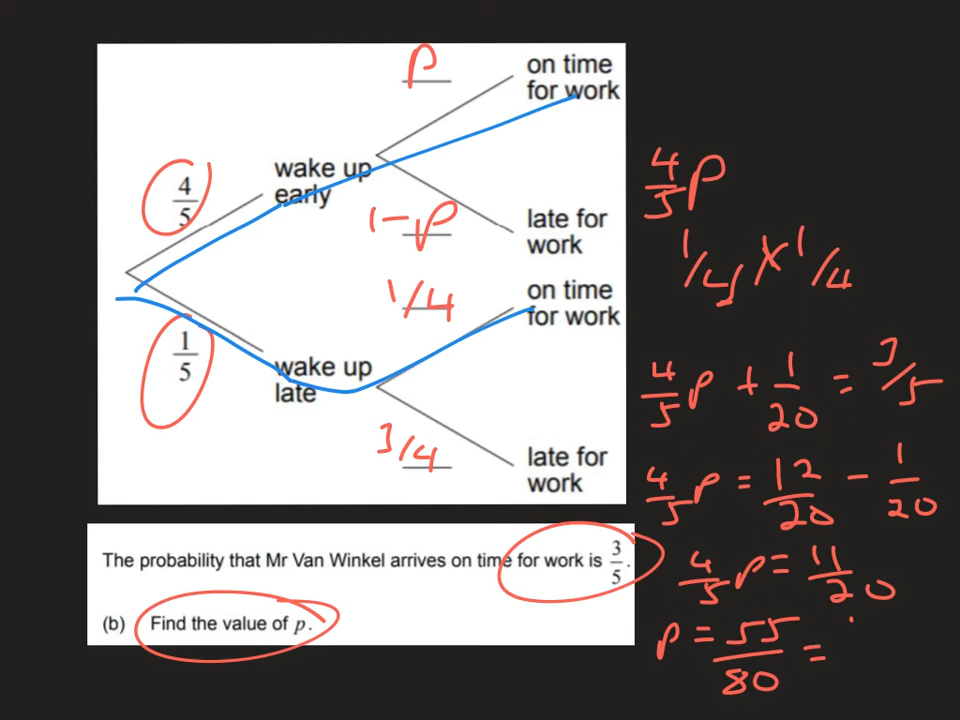 p
on time
for work
4/5
wake up
early
1-p
late for
work
1/4
on time
for work
1/5
wake up
late
3/4
late for
work
4/5 p
1/5 × 1/4
4/5 p + 1/20 = 3/5
4/5 p = 12/20 - 1/20
4/5 p = 11/20
p = 55/80 =
The probability that Mr Van Winkel arrives on time for work is 3/5.
(b) Find the value of p.